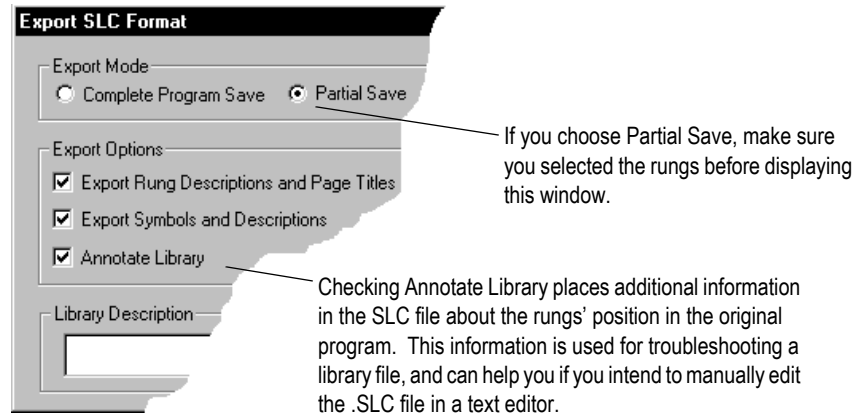 Export SLC Format
Export Mode
Complete Program Save Partial Save
If you choose Partial Save, make sure
you selected the rungs before displaying
this window.
Export Options
Export Rung Descriptions and Page Titles
Export Symbols and Descriptions
Annotate Library
Checking Annotate Library places additional information
in the SLC file about the rungs’ position in the original
program. This information is used for troubleshooting a
library file, and can help you if you intend to manually edit
the .SLC file in a text editor.
Library Description